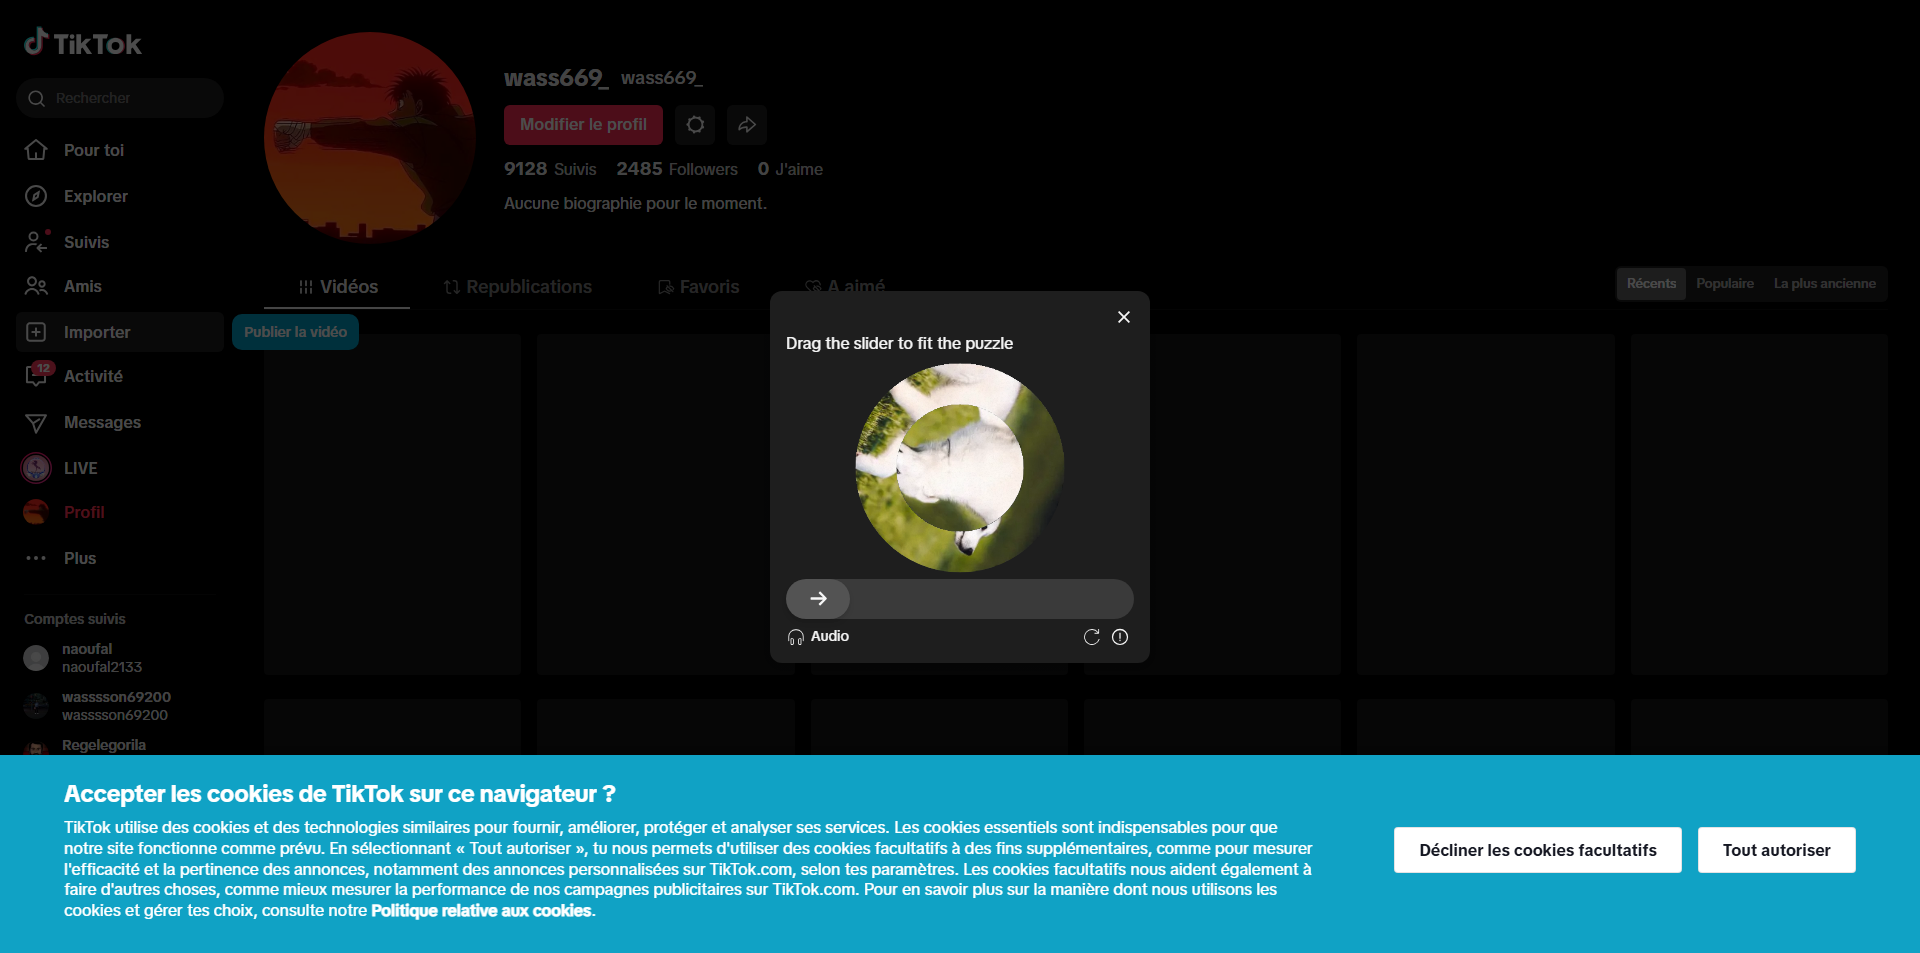 TikTok
Rechercher
Pour toi
Explorer
Suivis
Amis
Importer
Publier la vidéo
12
Activité
Messages
LIVE
Profil
Plus
Comptes suivis
naoufal
naoufal2133
wasssson69200
wasssson69200
Regelegorila
wass669_ wass669_
Modifier le profil
9128 Suivis 2485 Followers 0 J'aime
Aucune biographie pour le moment.
Vidéos Republications Favoris A aimé
Récents Populaire La plus ancienne
Drag the slider to fit the puzzle
Audio
Accepter les cookies de TikTok sur ce navigateur ?
TikTok utilise des cookies et des technologies similaires pour fournir, améliorer, protéger et analyser ses services. Les cookies essentiels sont indispensables pour que
notre site fonctionne comme prévu. En sélectionnant « Tout autoriser », tu nous permets d'utiliser des cookies facultatifs à des fins supplémentaires, comme pour mesurer
l'efficacité et la pertinence des annonces, notamment des annonces personnalisées sur TikTok.com, selon tes paramètres. Les cookies facultatifs nous aident également à
faire d'autres choses, comme mieux mesurer la performance de nos campagnes publicitaires sur TikTok.com. Pour en savoir plus sur la manière dont nous utilisons les
cookies et gérer tes choix, consulte notre Politique relative aux cookies.
Décliner les cookies facultatifs
Tout autoriser